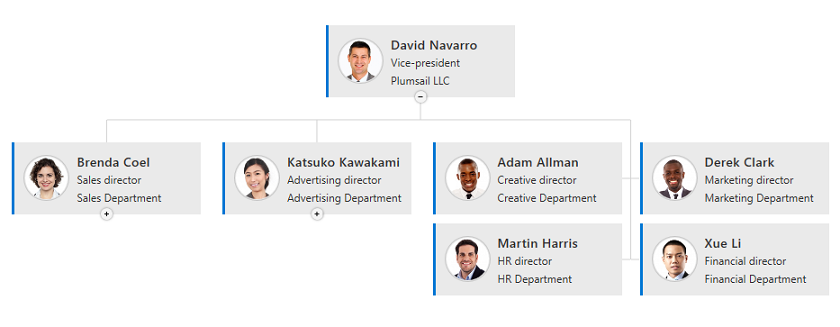 David Navarro
Vice-president
Plumsail LLC
Brenda Coel
Sales director
Sales Department
Katsuko Kawakami
Advertising director
Advertising Department
Adam Allman
Creative director
Creative Department
Derek Clark
Marketing director
Marketing Department
Martin Harris
HR director
HR Department
Xue Li
Financial director
Financial Department